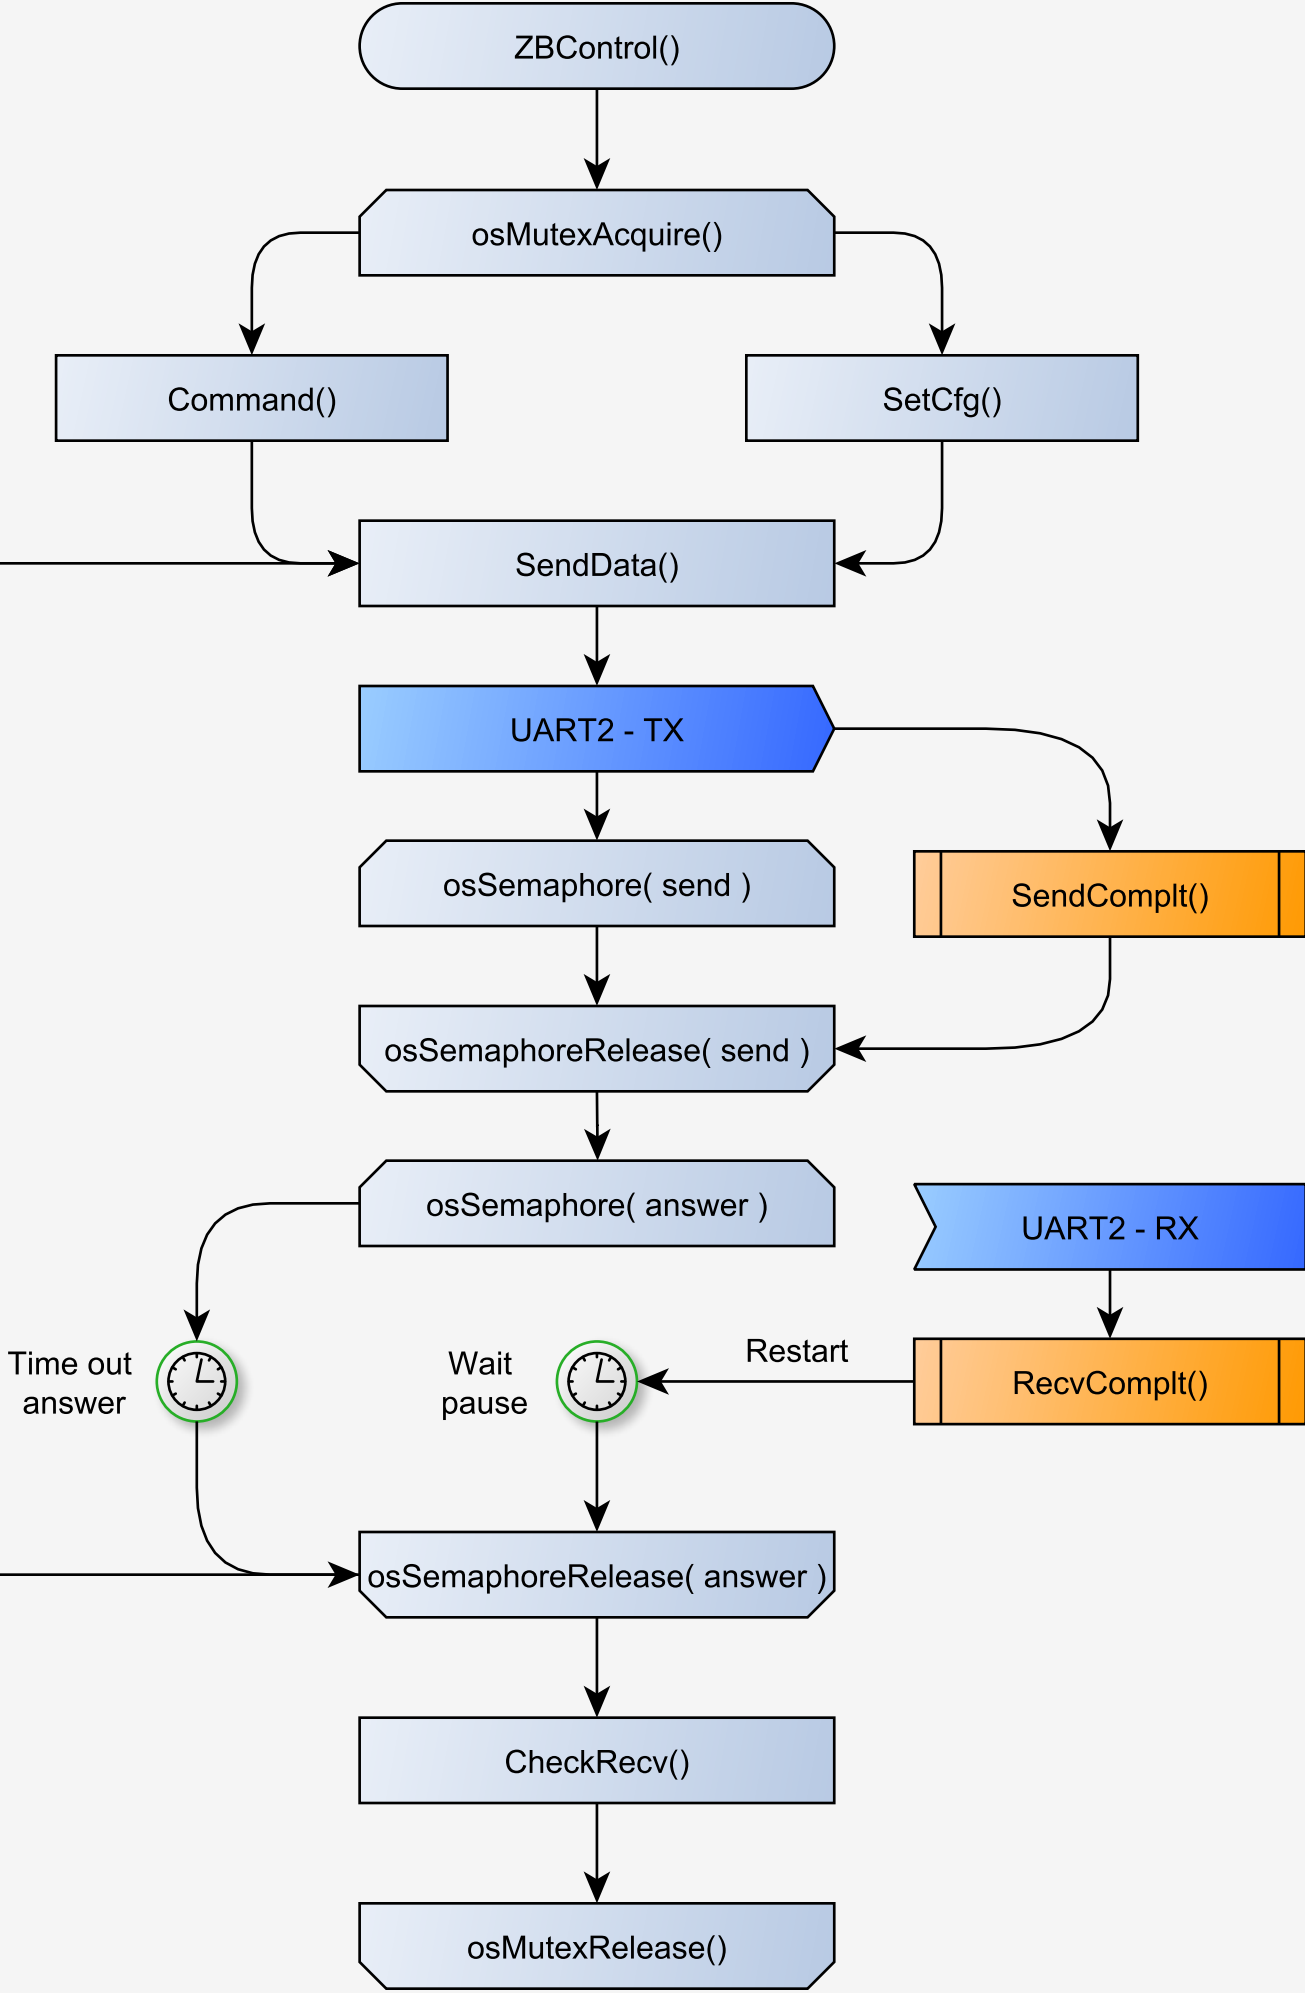 ZBControl()
osMutexAcquire()
Command()
SetCfg()
SendData()
UART2 - TX
osSemaphore( send )
SendComplt()
osSemaphoreRelease( send )
osSemaphore( answer )
UART2 - RX
Time out
answer
Wait
pause
Restart
RecvComplt()
osSemaphoreRelease( answer )
CheckRecv()
osMutexRelease()